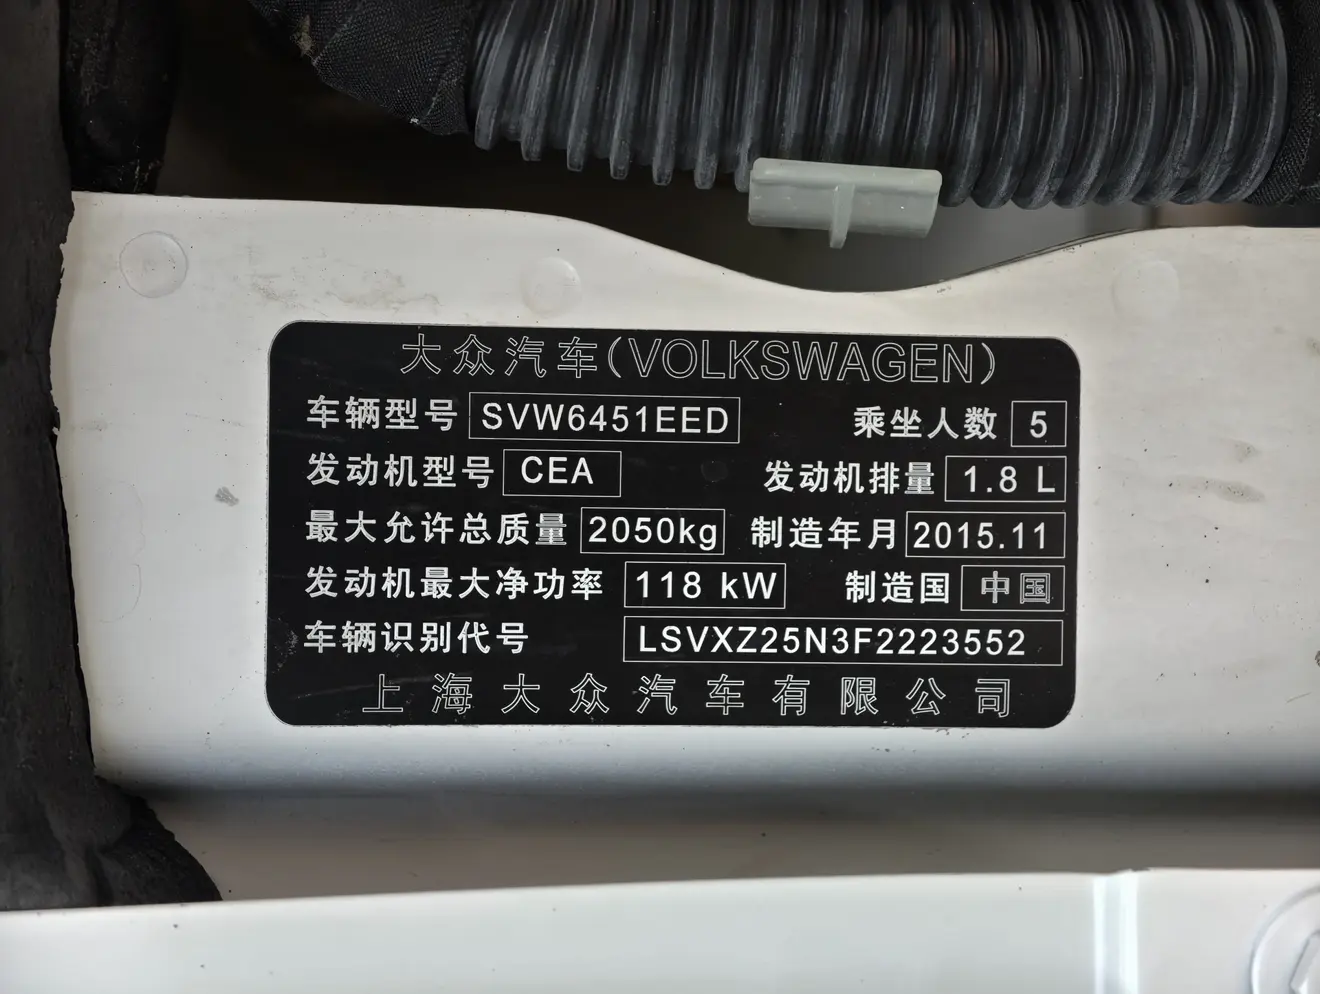 大众汽车(VOLKSWAGEN)
车辆型号 SVW6451EED 乘坐人数 5
发动机型号 CEA 发动机排量 1.8 L
最大允许总质量 2050kg 制造年月 2015.11
发动机最大净功率 118 kW 制造国 中国
车辆识别代号 LSVXZ25N3F2223552
上海大众汽车有限公司